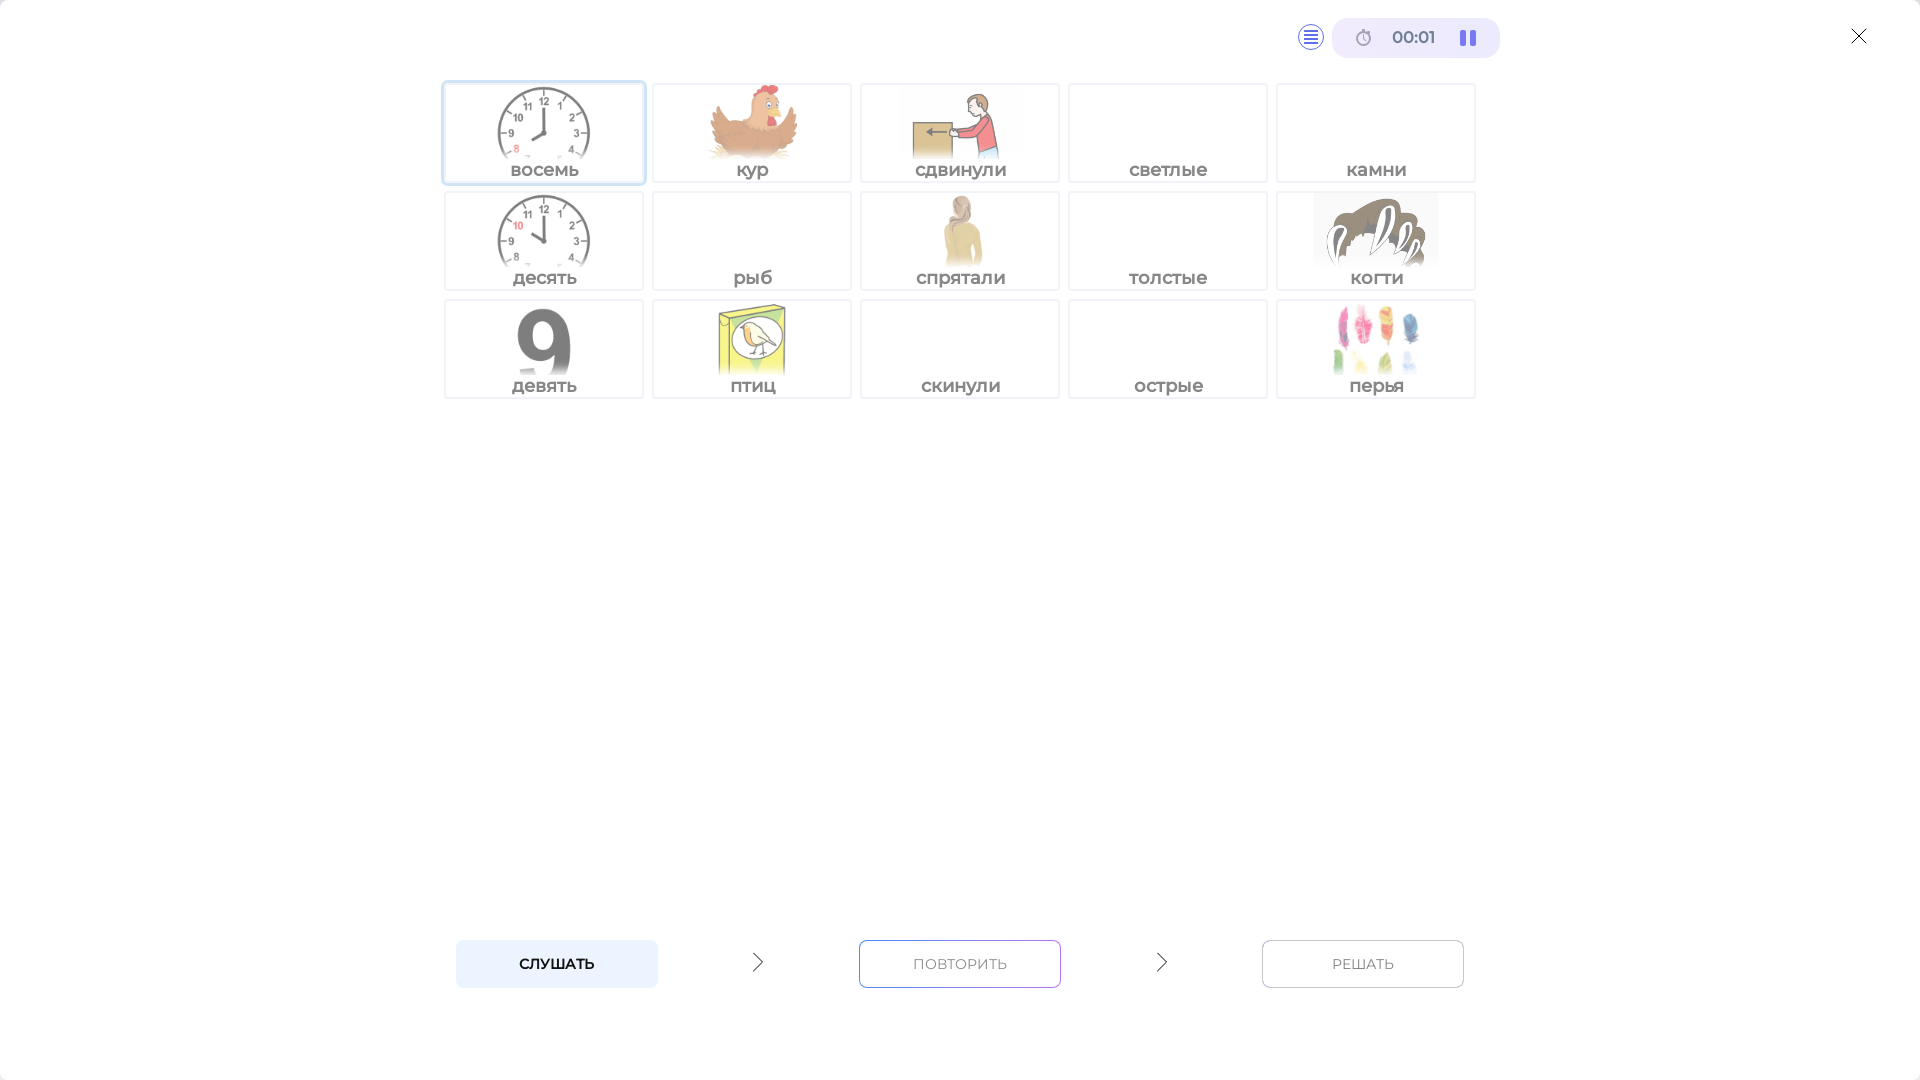 00:01
восемь
кур
сдвинули
светлые
камни
десять
рыб
спрятали
толстые
когти
9
девять
птиц
скинули
острые
перья
СЛУШАТЬ
ПОВТОРИТЬ
РЕШАТЬ